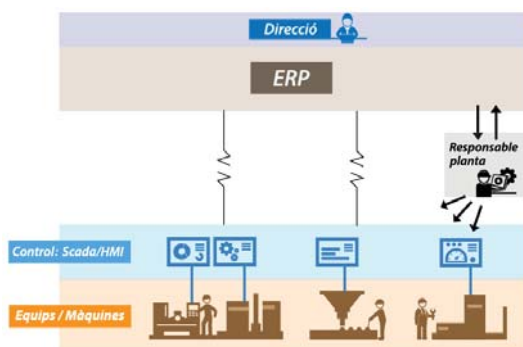 Direcció
ERP
Responsable
planta
Control: Scada/HMI
Equips / Màquines